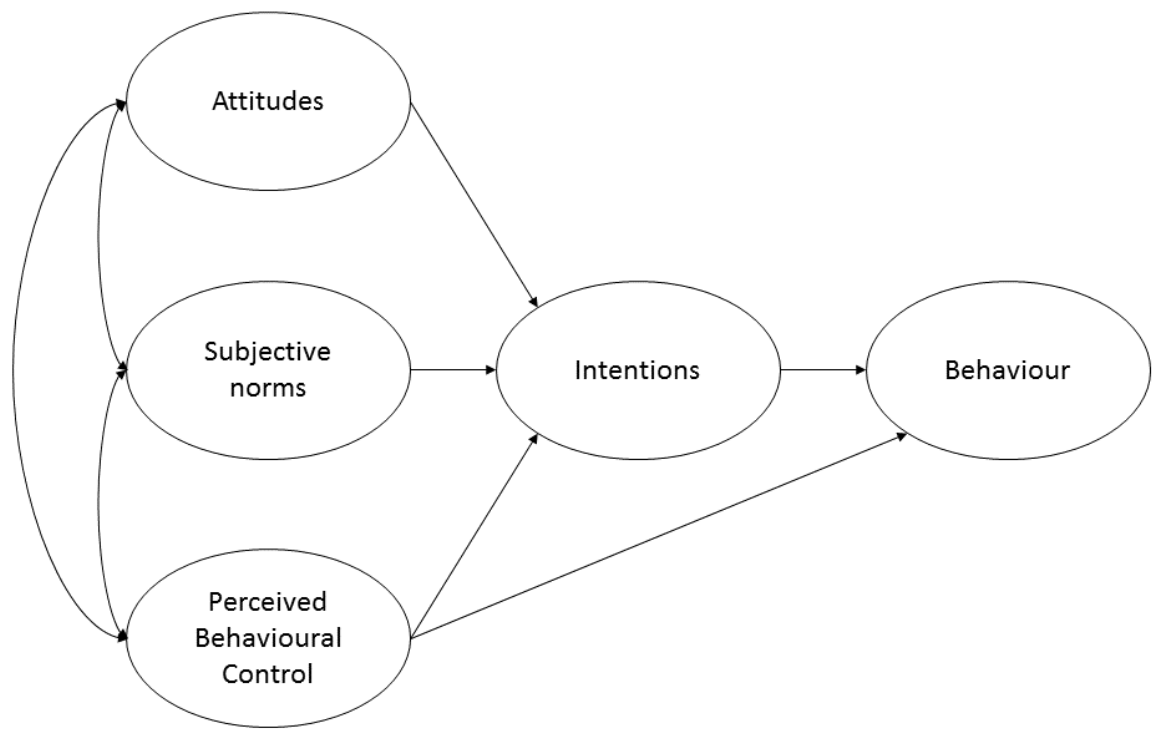 Attitudes
Subjective
norms
Intentions
Behaviour
Perceived
Behavioural
Control